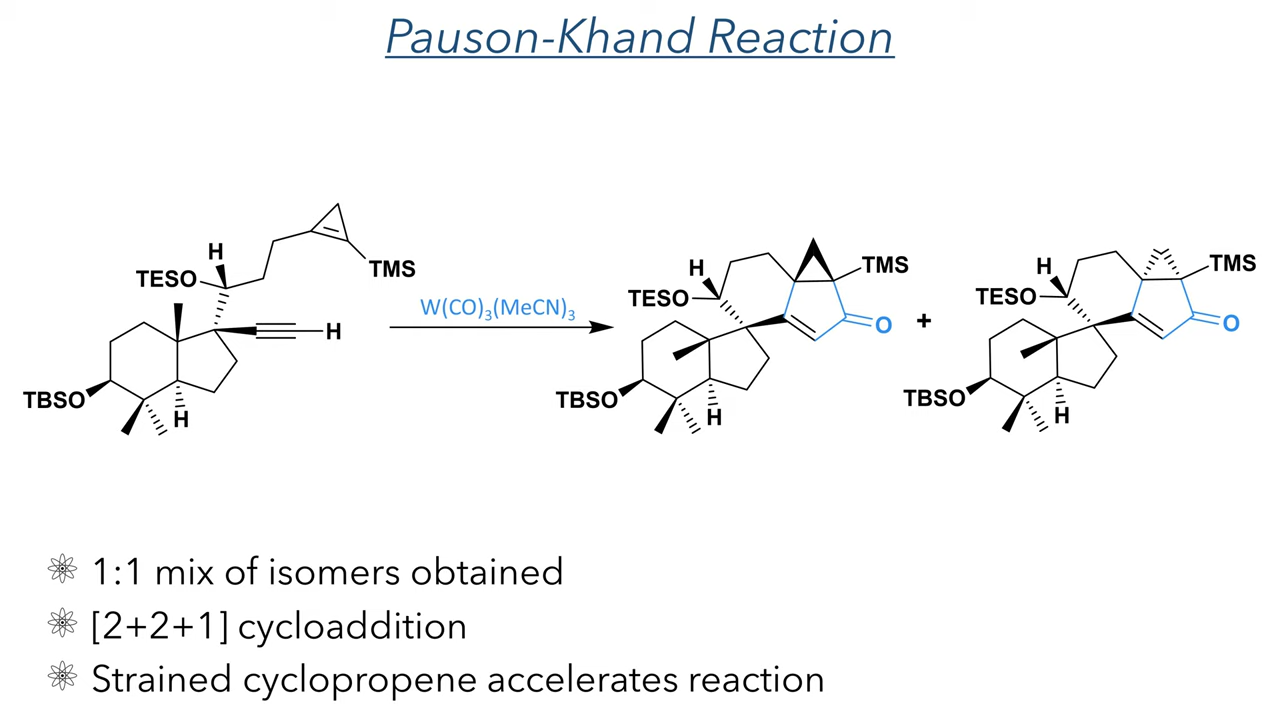 Pauson-Khand Reaction
H
TESO
TMS
H
TBSO
H
W(CO)3(MeCN)3
H
TMS
TESO
O
TBSO
H
+
H
TMS
TESO
O
TBSO
H
1:1 mix of isomers obtained
[2+2+1] cycloaddition
Strained cyclopropene accelerates reaction